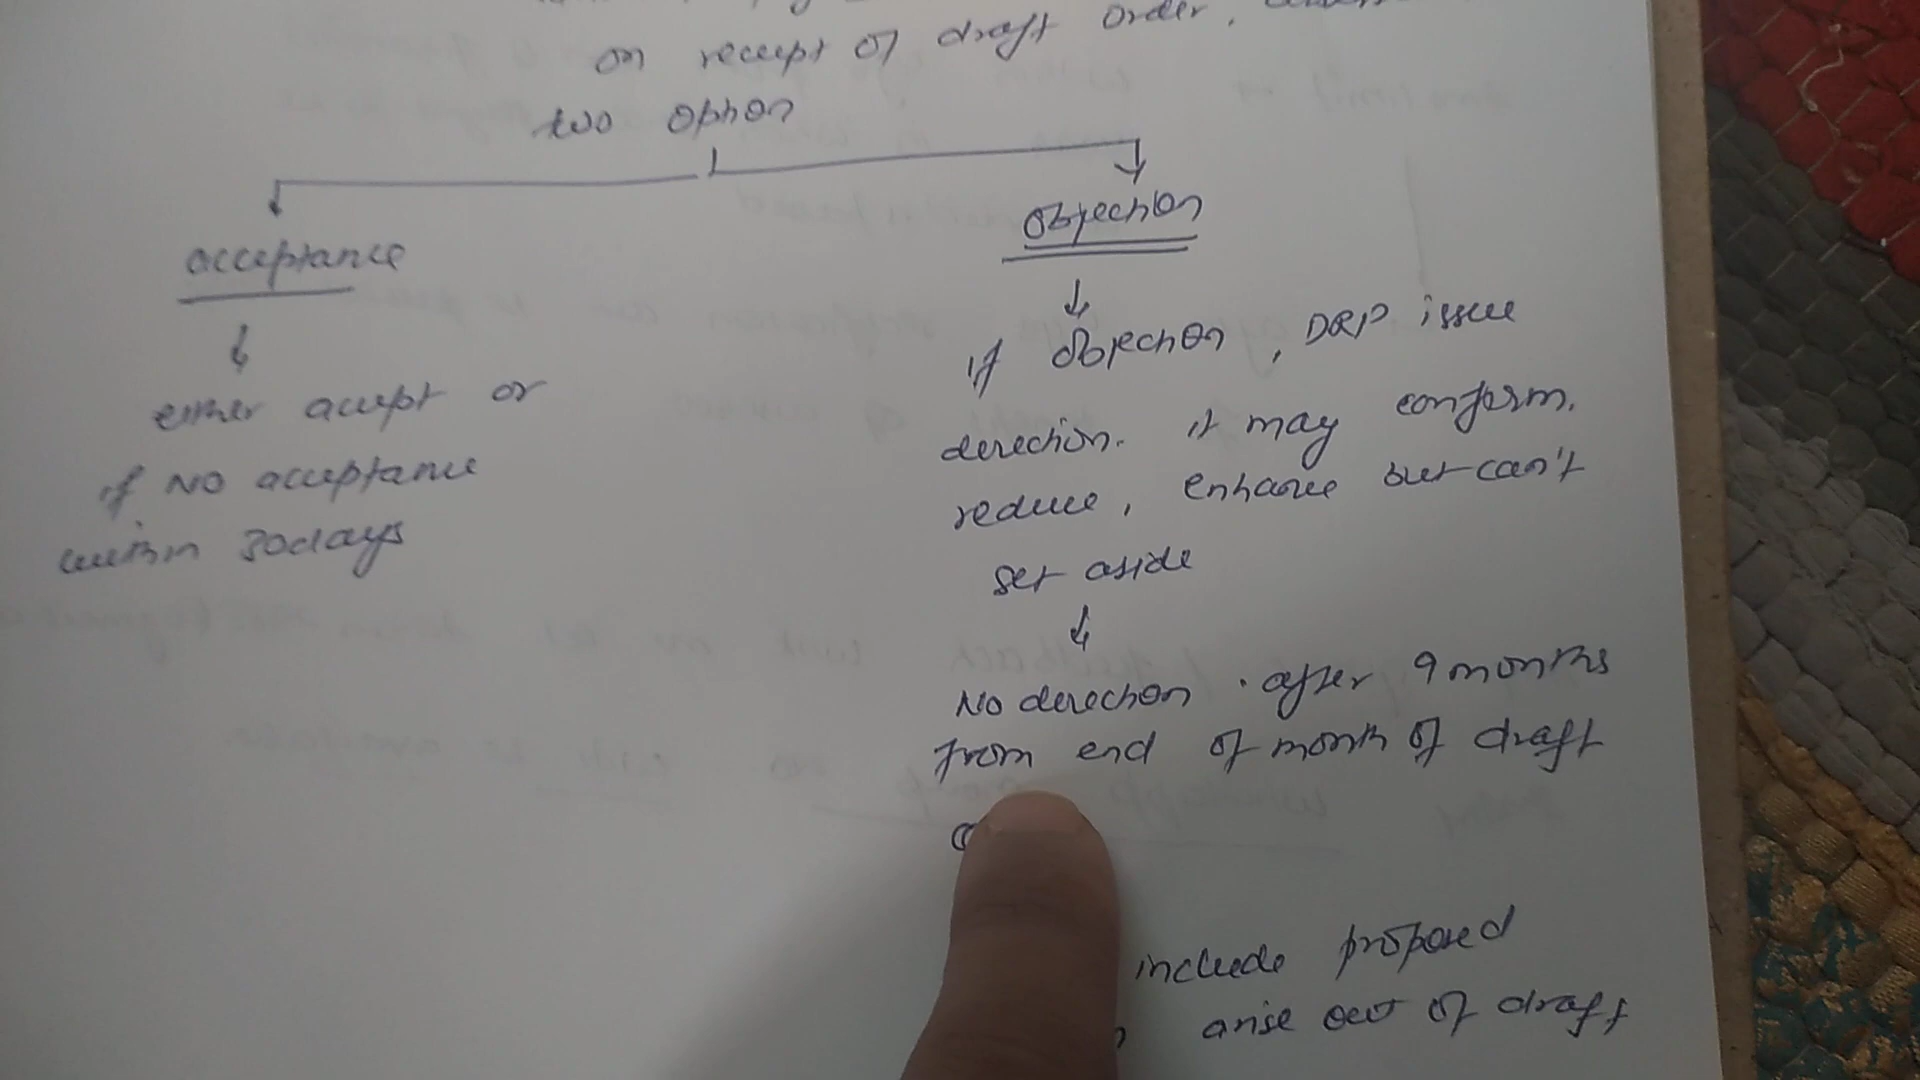 on receipt of draft order,
two option
acceptance
either accept or
if No acceptance
within 30days
objection
if objection, DRP issue
derection. it may conform.
reduce, enhance but can't
set aside
No derection. after 9 months
from end of month of draft
include proposed
arise out of draft